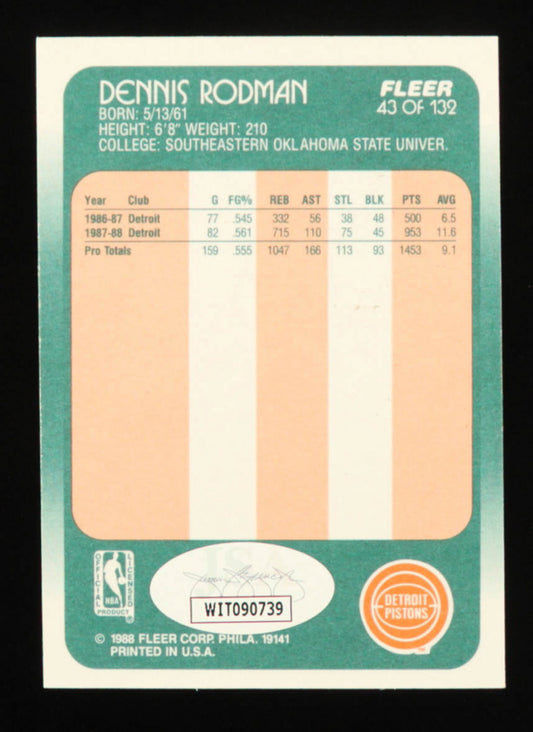 DENNIS RODMAN
BORN: 5/13/61
HEIGHT: 6'8" WEIGHT: 210
COLLEGE: SOUTHEASTERN OKLAHOMA STATE UNIVER.
FLEER
43 OF 132
Year Club G FG% REB AST STL BLK PTS AVG
1986-87 Detroit 77 .545 332 56 38 48 500 6.5
1987-88 Detroit 82 .561 715 110 75 45 953 11.6
Pro Totals 159 .555 1047 166 113 93 1453 9.1
OFFICIAL
NBA
LICENSED
PRODUCT
WIT090739
DETROIT
PISTONS
TM
© 1988 FLEER CORP. PHILA. 19141
PRINTED IN U.S.A.